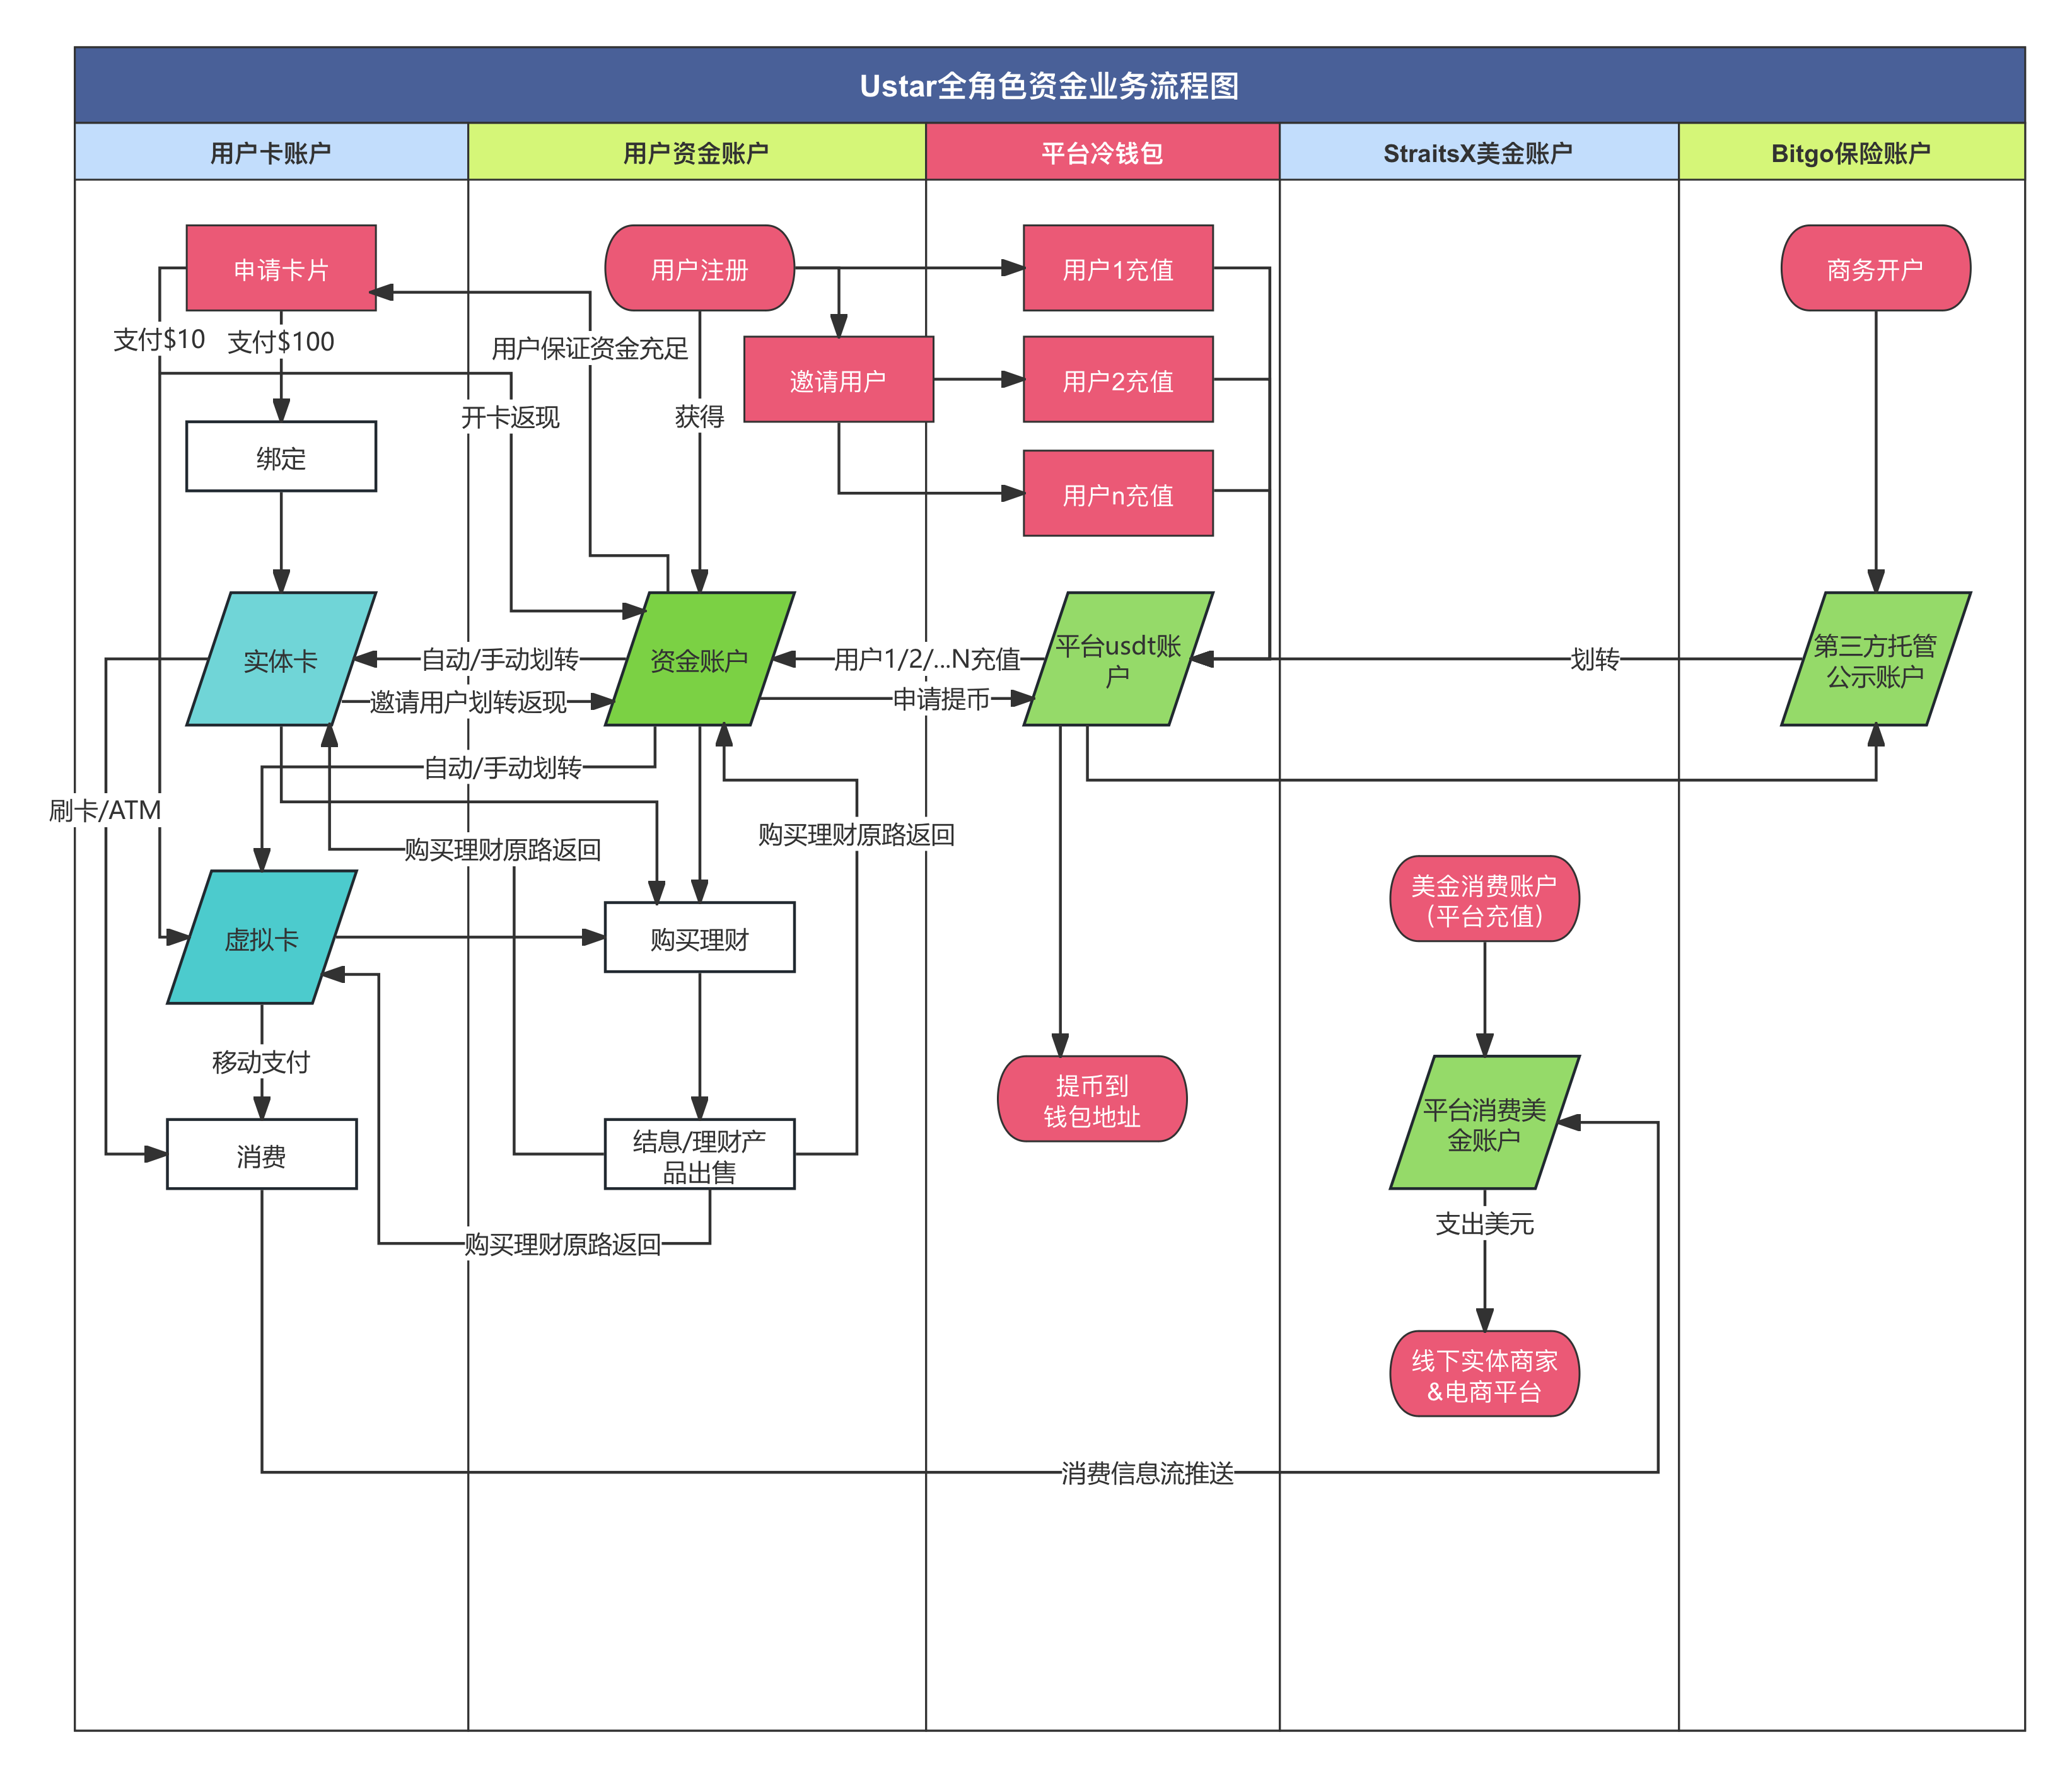 Ustar全角色资金业务流程图
用户卡账户
用户资金账户
平台冷钱包
StraitsX美金账户
Bitgo保险账户
申请卡片
用户注册
用户1充值
商务开户
支付$10
支付$100
用户保证资金充足
邀请用户
用户2充值
开卡返现
获得
绑定
用户n充值
实体卡
自动/手动划转
资金账户
用户1/2/...N充值
平台usdt账
户
划转
第三方托管
公示账户
邀请用户划转返现
申请提币
自动/手动划转
刷卡/ATM
购买理财原路返回
购买理财原路返回
美金消费账户
（平台充值）
虚拟卡
购买理财
移动支付
提币到
钱包地址
平台消费美
金账户
消费
结息/理财产
品出售
支出美元
购买理财原路返回
线下实体商家
&电商平台
消费信息流推送